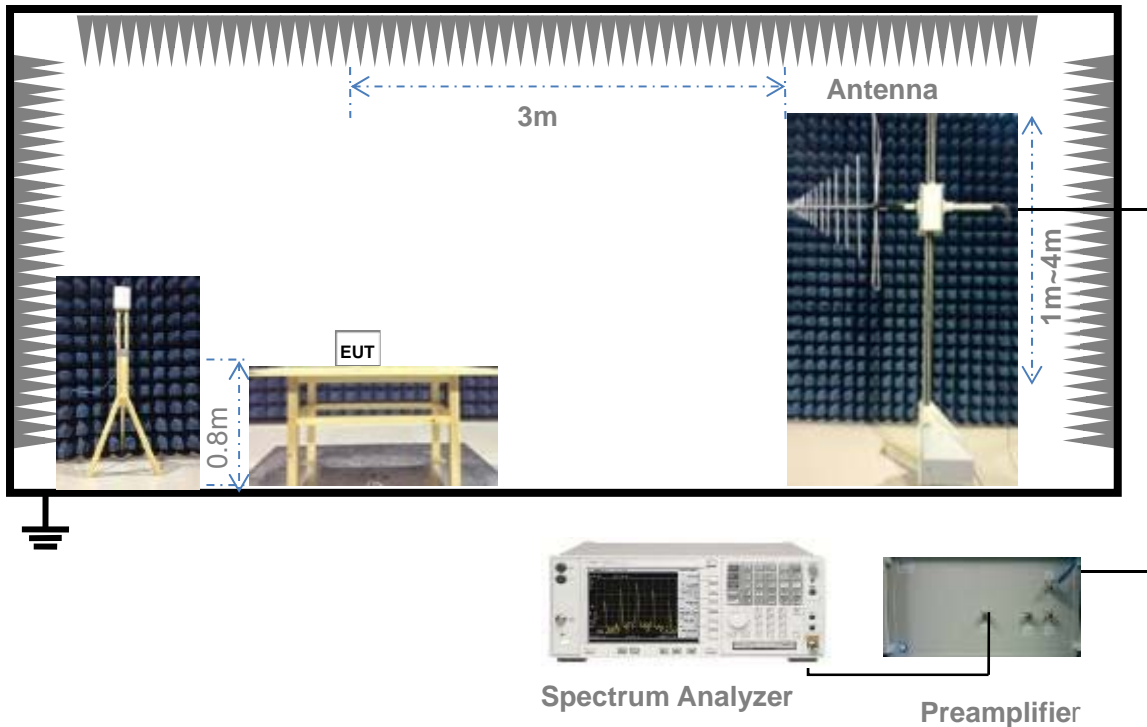 Antenna
3m
1m~4m
EUT
0.8m
Spectrum Analyzer
Preamplifier